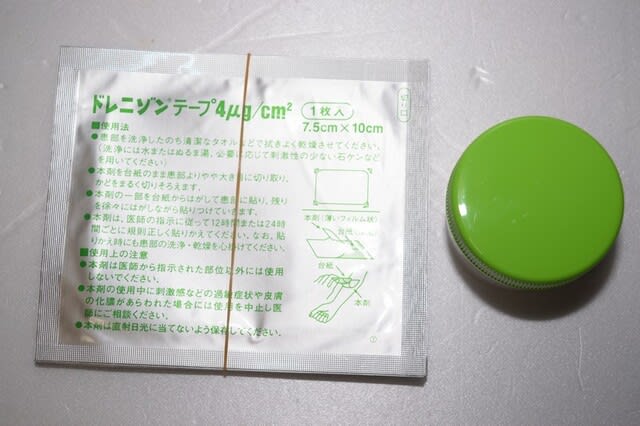 ドレニゾンテープ4μg/cm² 1枚入
7.5cm×10cm
切り口
■使用法
●患部を洗浄したのち清潔なタオルなどで拭きよく乾燥させてください。
(洗浄には水またはぬるま湯、必要に応じて刺激性の少ない石ケンなど
を用いてください)
●本剤を台紙のまま患部よりやや大き目に切り取り、
かどをまるく切りそろえます。
●本剤の一部を台紙からはがして患部に貼り、残り
を徐々にはがしながら貼りつけていきます。
●本剤は、医師の指示に従って12時間または24時
間ごとに規則正しく貼りかえてください。なお、貼
りかえ時にも患部の洗浄・乾燥を心掛けてください。
■使用上の注意
●本剤は医師から指示された部位以外には使用
しないでください。
●本剤の使用中に刺激感などの過敏症状や皮膚
の化膿があらわれた場合には使用を中止し医
師にご相談ください。
●本剤は直射日光に当てないよう保存してください。
本剤(薄いフィルム状)
台紙
台紙
本剤